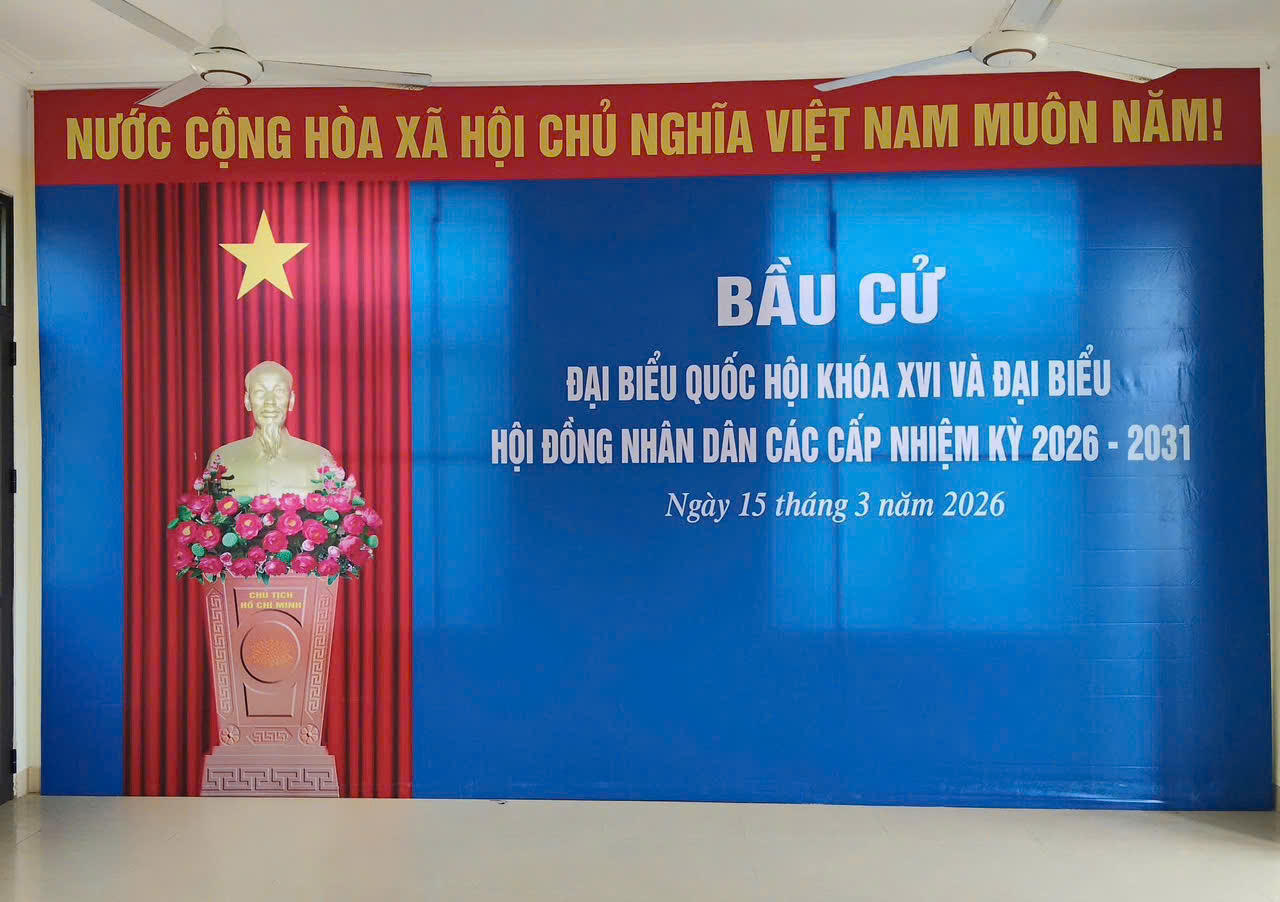 NƯỚC CỘNG HÒA XÃ HỘI CHỦ NGHĨA VIỆT NAM MUÔN NĂM!
BẦU CỬ
ĐẠI BIỂU QUỐC HỘI KHÓA XVI VÀ ĐẠI BIỂU
HỘI ĐỒNG NHÂN DÂN CÁC CẤP NHIỆM KỲ 2026 - 2031
Ngày 15 tháng 3 năm 2026
CHỦ TỊCH
HỒ CHÍ MINH